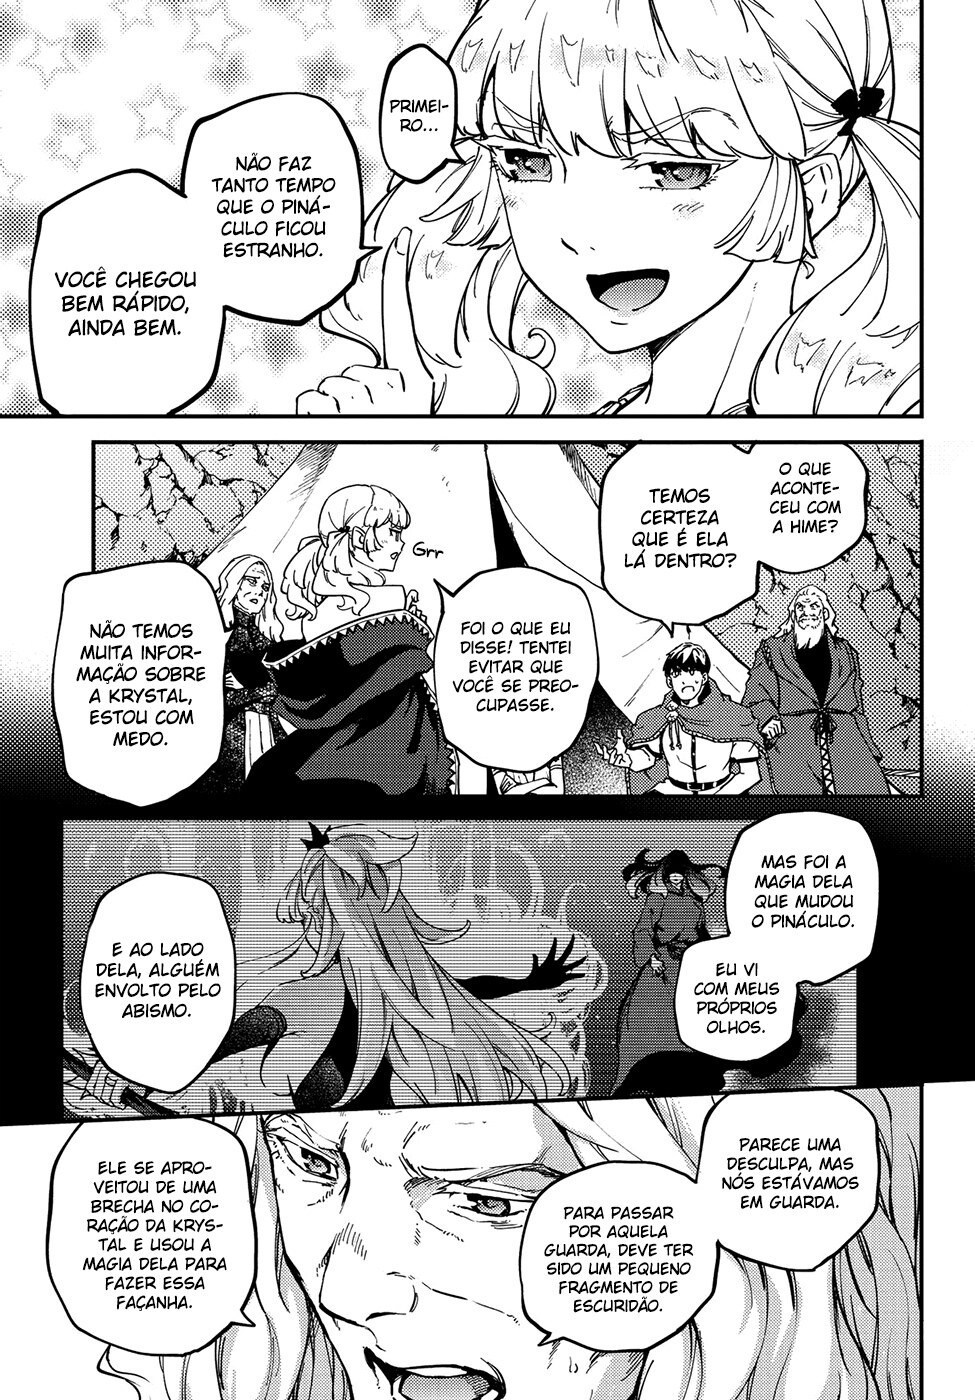 PRIMEI-
RO...
NÃO FAZ
TANTO TEMPO
QUE O PINÁ-
CULO FICOU
ESTRANHO.
VOCÊ CHEGOU
BEM RÁPIDO,
AINDA BEM.
O QUE
ACONTE-
CEU COM
A HIME?
TEMOS
CERTEZA
QUE É ELA
LÁ DENTRO?
Grr
FOI O QUE EU
DISSE! TENTEI
EVITAR QUE
VOCÊ SE PREO-
CUPASSE.
NÃO TEMOS
MUITA INFOR-
MAÇÃO SOBRE
A KRYSTAL,
ESTOU COM
MEDO.
MAS FOI A
MAGIA DELA
QUE MUDOU
O PINÁCULO.
EU VI
COM MEUS
PRÓPRIOS
OLHOS.
E AO LADO
DELA, ALGUÉM
ENVOLTO PELO
ABISMO.
PARECE UMA
DESCULPA, MAS
NÓS ESTÁVAMOS
EM GUARDA.
PARA PASSAR
POR AQUELA
GUARDA, DEVE TER
SIDO UM PEQUENO
FRAGMENTO DE
ESCURIDÃO.
ELE SE APRO-
VEITOU DE UMA
BRECHA NO CO-
RAÇÃO DA KRYS-
TAL E USOU A
MAGIA DELA PARA
FAZER ESSA
FAÇANHA.